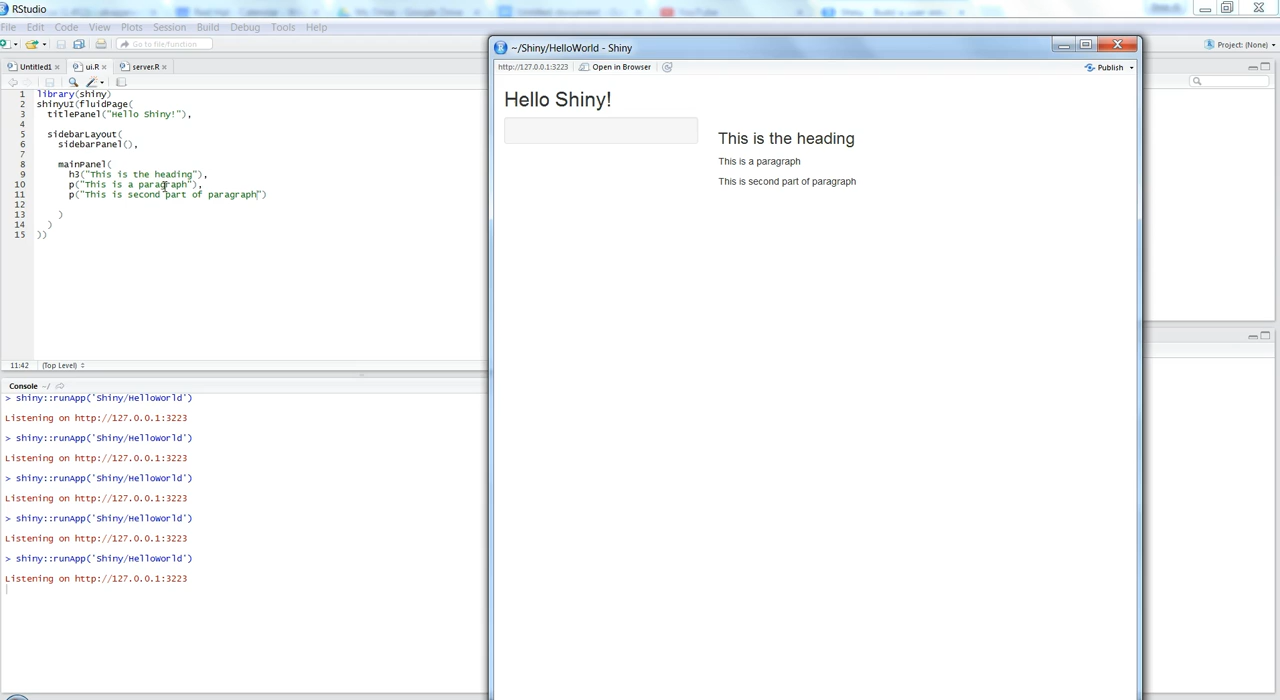 RStudio
File Edit Code View Plots Session Build Debug Tools Help
Go to file/function
Project: (None)
Untitled1 ui.R server.R
1 library(shiny)
2 shinyUI(fluidPage(
3 titlePanel("Hello Shiny!"),
4
5 sidebarLayout(
6 sidebarPanel(),
7
8 mainPanel(
9 h3("This is the heading"),
10 p("This is a paragraph"),
11 p("This is second part of paragraph")
12
13 )
14 )
15 ))
11:42 (Top Level)
Console ~/
> shiny::runApp('Shiny/HelloWorld')
Listening on http://127.0.0.1:3223
> shiny::runApp('Shiny/HelloWorld')
Listening on http://127.0.0.1:3223
> shiny::runApp('Shiny/HelloWorld')
Listening on http://127.0.0.1:3223
> shiny::runApp('Shiny/HelloWorld')
Listening on http://127.0.0.1:3223
> shiny::runApp('Shiny/HelloWorld')
Listening on http://127.0.0.1:3223
~/Shiny/HelloWorld - Shiny
http://127.0.0.1:3223 Open in Browser Publish
Hello Shiny!
This is the heading
This is a paragraph
This is second part of paragraph